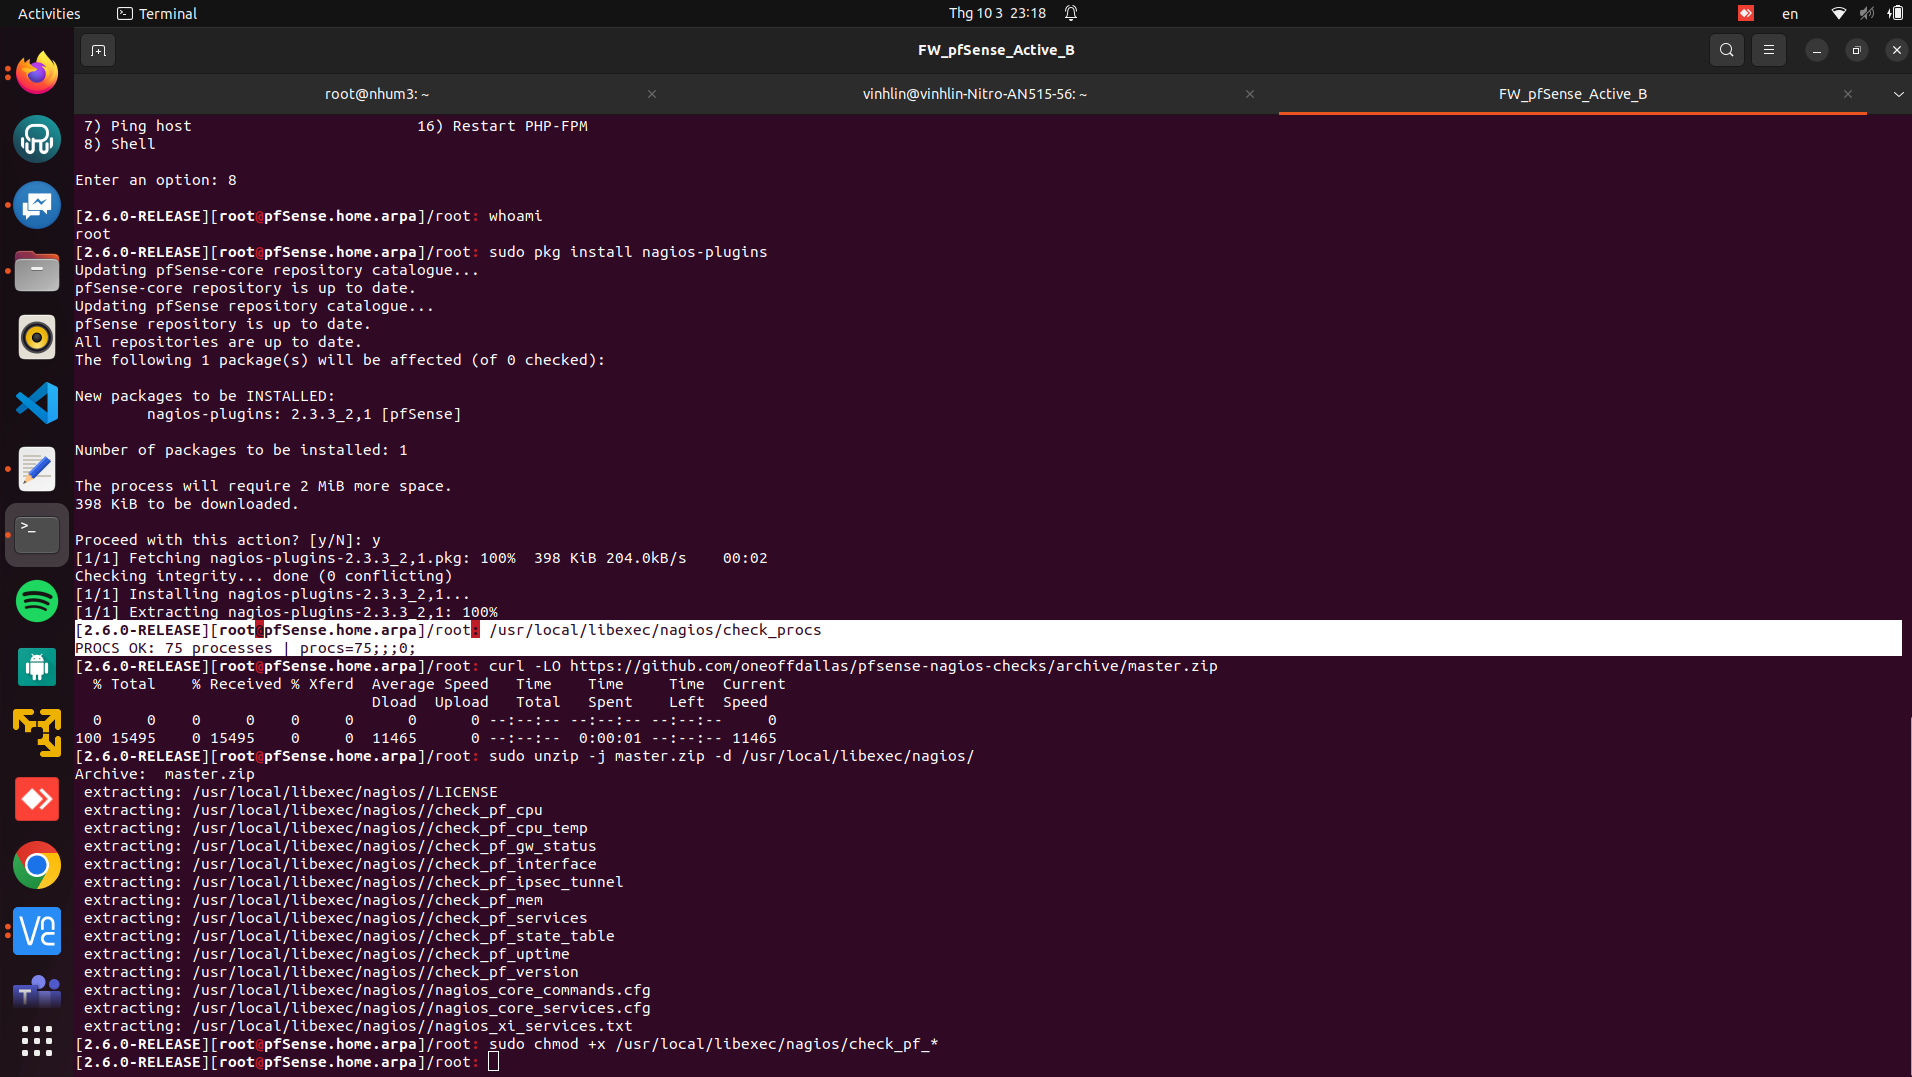 Activities
Terminal
Thg 10 3 23:18
en
FW_pfSense_Active_B
root@nhum3: ~
vinhlin@vinhlin-Nitro-AN515-56: ~
FW_pfSense_Active_B
 7) Ping host                         16) Restart PHP-FPM
 8) Shell
Enter an option: 8
[2.6.0-RELEASE][root@pfSense.home.arpa]/root: whoami
root
[2.6.0-RELEASE][root@pfSense.home.arpa]/root: sudo pkg install nagios-plugins
Updating pfSense-core repository catalogue...
pfSense-core repository is up to date.
Updating pfSense repository catalogue...
pfSense repository is up to date.
All repositories are up to date.
The following 1 package(s) will be affected (of 0 checked):
New packages to be INSTALLED:
        nagios-plugins: 2.3.3_2,1 [pfSense]
Number of packages to be installed: 1
The process will require 2 MiB more space.
398 KiB to be downloaded.
Proceed with this action? [y/N]: y
[1/1] Fetching nagios-plugins-2.3.3_2,1.pkg: 100%  398 KiB 204.0kB/s    00:02
Checking integrity... done (0 conflicting)
[1/1] Installing nagios-plugins-2.3.3_2,1...
[1/1] Extracting nagios-plugins-2.3.3_2,1: 100%
[2.6.0-RELEASE][root@pfSense.home.arpa]/root: /usr/local/libexec/nagios/check_procs
PROCS OK: 75 processes | procs=75;;;0;
[2.6.0-RELEASE][root@pfSense.home.arpa]/root: curl -LO https://github.com/oneoffdallas/pfsense-nagios-checks/archive/master.zip
  % Total    % Received % Xferd  Average Speed   Time    Time     Time  Current
                                 Dload  Upload   Total   Spent    Left  Speed
  0     0    0     0    0     0      0      0 --:--:-- --:--:-- --:--:--     0
100 15495    0 15495    0     0  11465      0 --:--:--  0:00:01 --:--:-- 11465
[2.6.0-RELEASE][root@pfSense.home.arpa]/root: sudo unzip -j master.zip -d /usr/local/libexec/nagios/
Archive:  master.zip
 extracting: /usr/local/libexec/nagios//LICENSE
 extracting: /usr/local/libexec/nagios//check_pf_cpu
 extracting: /usr/local/libexec/nagios//check_pf_cpu_temp
 extracting: /usr/local/libexec/nagios//check_pf_gw_status
 extracting: /usr/local/libexec/nagios//check_pf_interface
 extracting: /usr/local/libexec/nagios//check_pf_ipsec_tunnel
 extracting: /usr/local/libexec/nagios//check_pf_mem
 extracting: /usr/local/libexec/nagios//check_pf_services
 extracting: /usr/local/libexec/nagios//check_pf_state_table
 extracting: /usr/local/libexec/nagios//check_pf_uptime
 extracting: /usr/local/libexec/nagios//check_pf_version
 extracting: /usr/local/libexec/nagios//nagios_core_commands.cfg
 extracting: /usr/local/libexec/nagios//nagios_core_services.cfg
 extracting: /usr/local/libexec/nagios//nagios_xi_services.txt
[2.6.0-RELEASE][root@pfSense.home.arpa]/root: sudo chmod +x /usr/local/libexec/nagios/check_pf_*
[2.6.0-RELEASE][root@pfSense.home.arpa]/root: